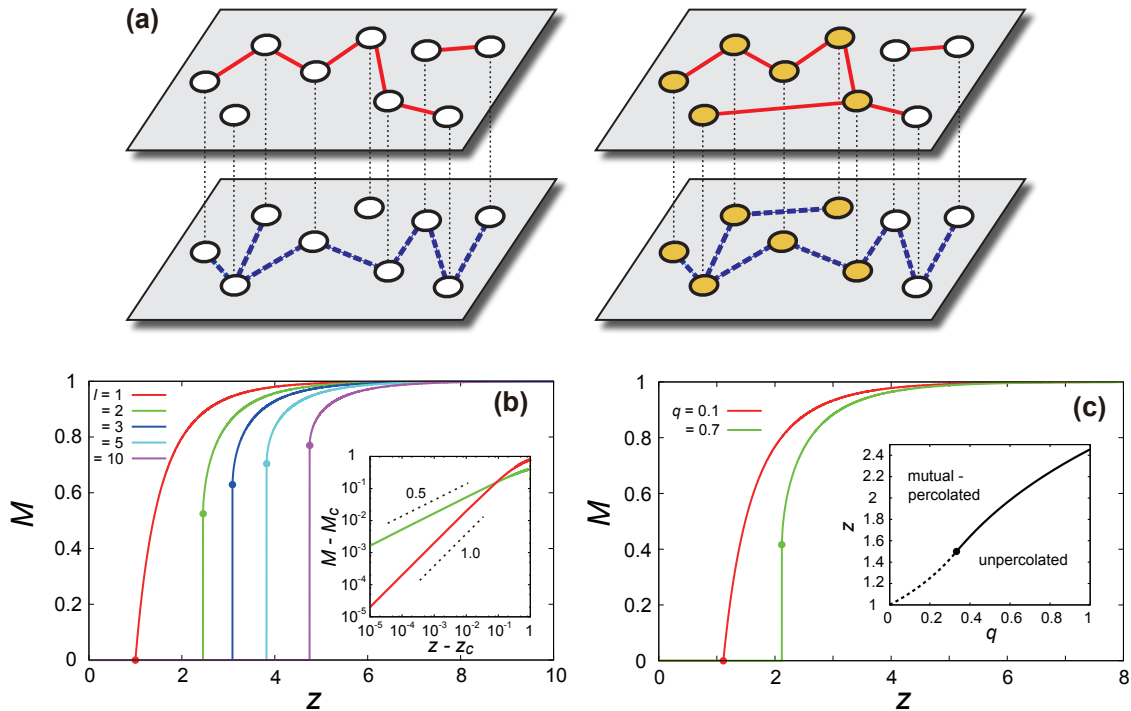 (a)
(b)
l = 1
= 2
= 3
= 5
= 10
M
1
0.8
0.6
0.4
0.2
0
0 2 4 6 8 10
z
M - Mc
1
10-1
10-2
10-3
10-4
10-5
0.5
1.0
10-5 10-4 10-3 10-2 10-1 1
z - zc
(c)
q = 0.1
= 0.7
M
1
0.8
0.6
0.4
0.2
0
0 1 2 3 4 5 6 7 8
z
z
2.4
2.2
2
1.8
1.6
1.4
1.2
1
mutual -
percolated
unpercolated
0 0.2 0.4 0.6 0.8 1
q